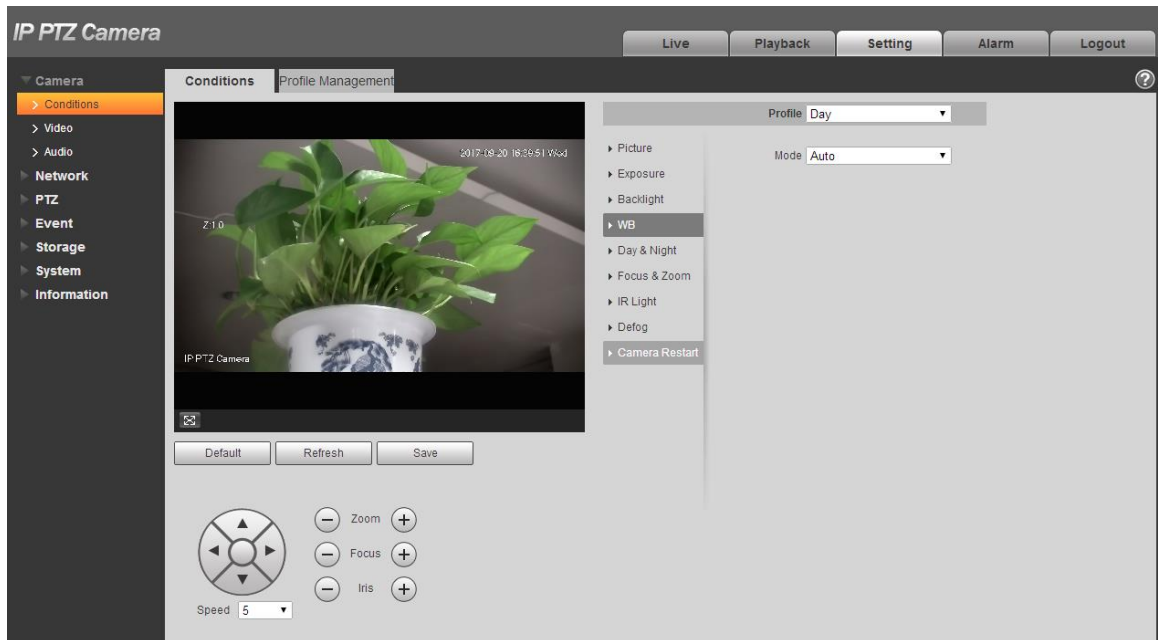 IP PTZ Camera
Live Playback Setting Alarm Logout
Camera
Conditions
Video
Audio
Network
PTZ
Event
Storage
System
Information
Conditions Profile Management
?
2017-09-20 16:39:51 Wed
Z:1.0
IP PTZ Camera
Default Refresh Save
Zoom
Focus
Iris
Speed 5
Profile Day
Picture
Exposure
Backlight
WB
Day & Night
Focus & Zoom
IR Light
Defog
Camera Restart
Mode Auto